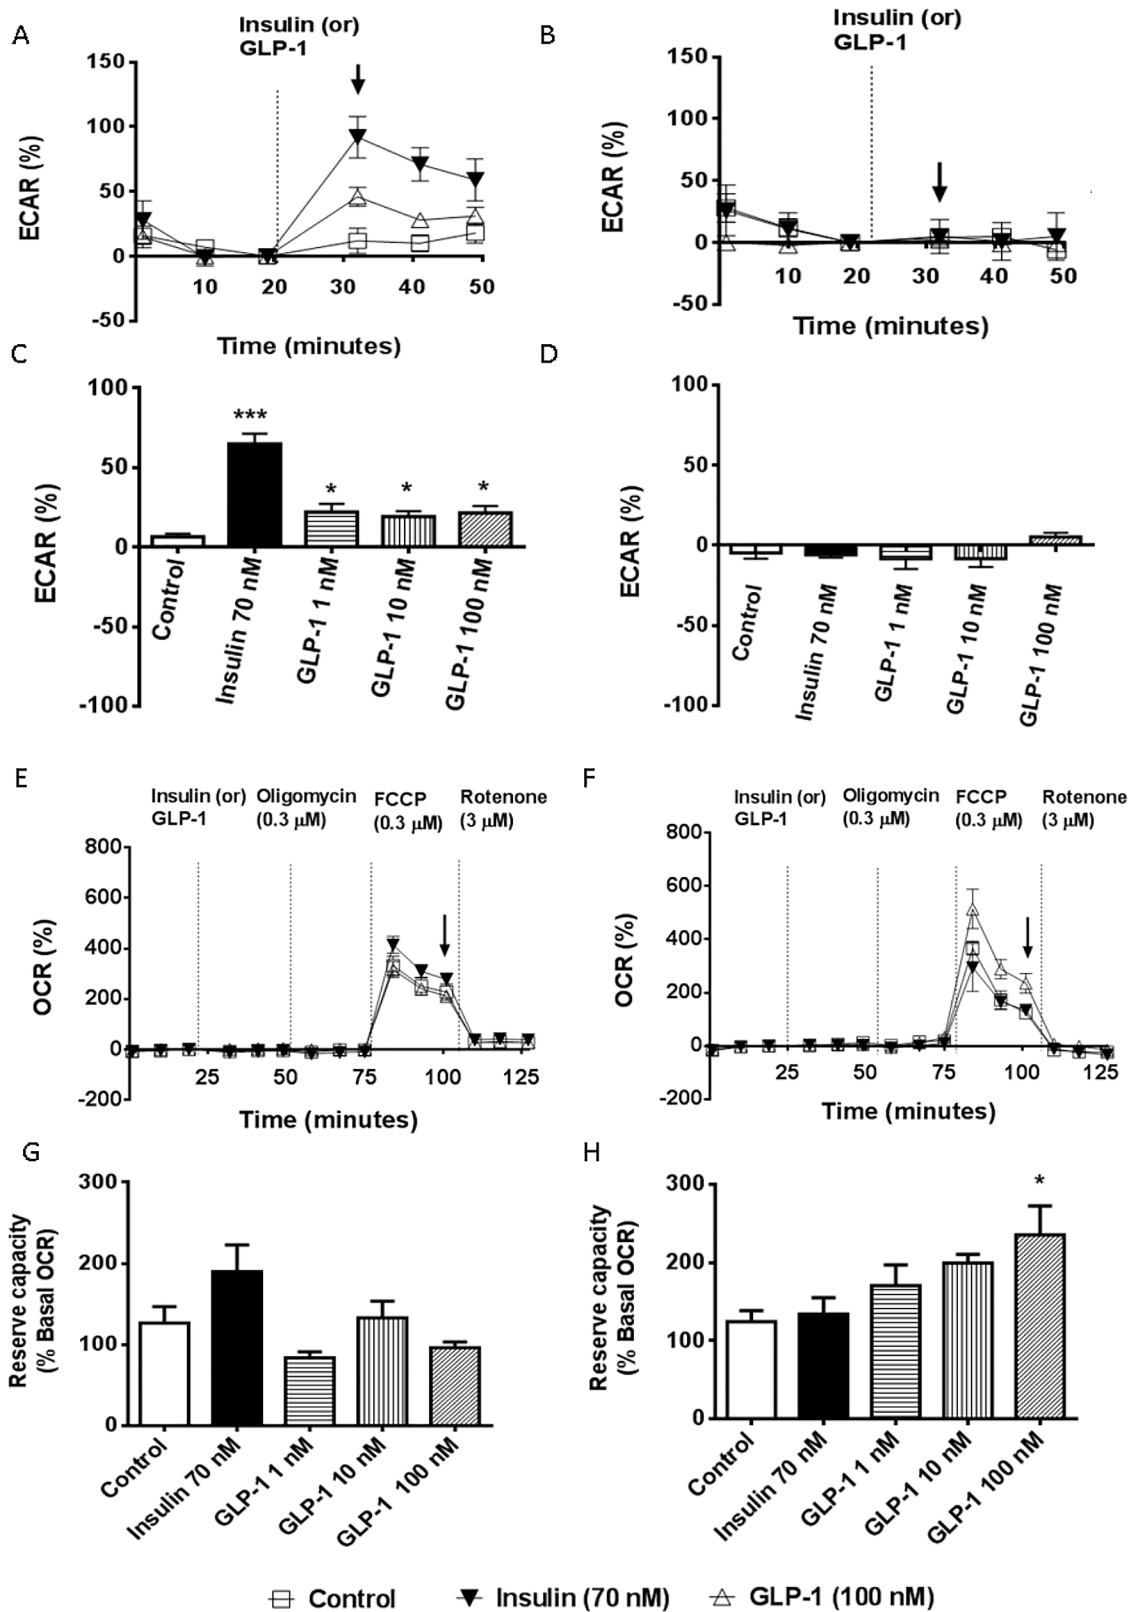 A
Insulin (or)
GLP-1
150
100
50
0
-50
10
20
30
40
50
ECAR (%)
Time (minutes)
B
Insulin (or)
GLP-1
150
100
50
0
-50
10
20
30
40
50
ECAR (%)
Time (minutes)
C
100
50
0
-50
-100
ECAR (%)
***
*
*
*
Control
Insulin 70 nM
GLP-1 1 nM
GLP-1 10 nM
GLP-1 100 nM
D
100
50
0
-50
-100
ECAR (%)
Control
Insulin 70 nM
GLP-1 1 nM
GLP-1 10 nM
GLP-1 100 nM
E
Insulin (or)
GLP-1
Oligomycin
(0.3 µM)
FCCP
(0.3 µM)
Rotenone
(3 µM)
800
600
400
200
0
-200
25
50
75
100
125
OCR (%)
Time (minutes)
F
Insulin (or)
GLP-1
Oligomycin
(0.3 µM)
FCCP
(0.3 µM)
Rotenone
(3 µM)
800
600
400
200
0
-200
25
50
75
100
125
OCR (%)
Time (minutes)
G
300
200
100
0
Reserve capacity
(% Basal OCR)
Control
Insulin 70 nM
GLP-1 1 nM
GLP-1 10 nM
GLP-1 100 nM
H
300
200
100
0
Reserve capacity
(% Basal OCR)
*
Control
Insulin 70 nM
GLP-1 1 nM
GLP-1 10 nM
GLP-1 100 nM
Control
Insulin (70 nM)
GLP-1 (100 nM)